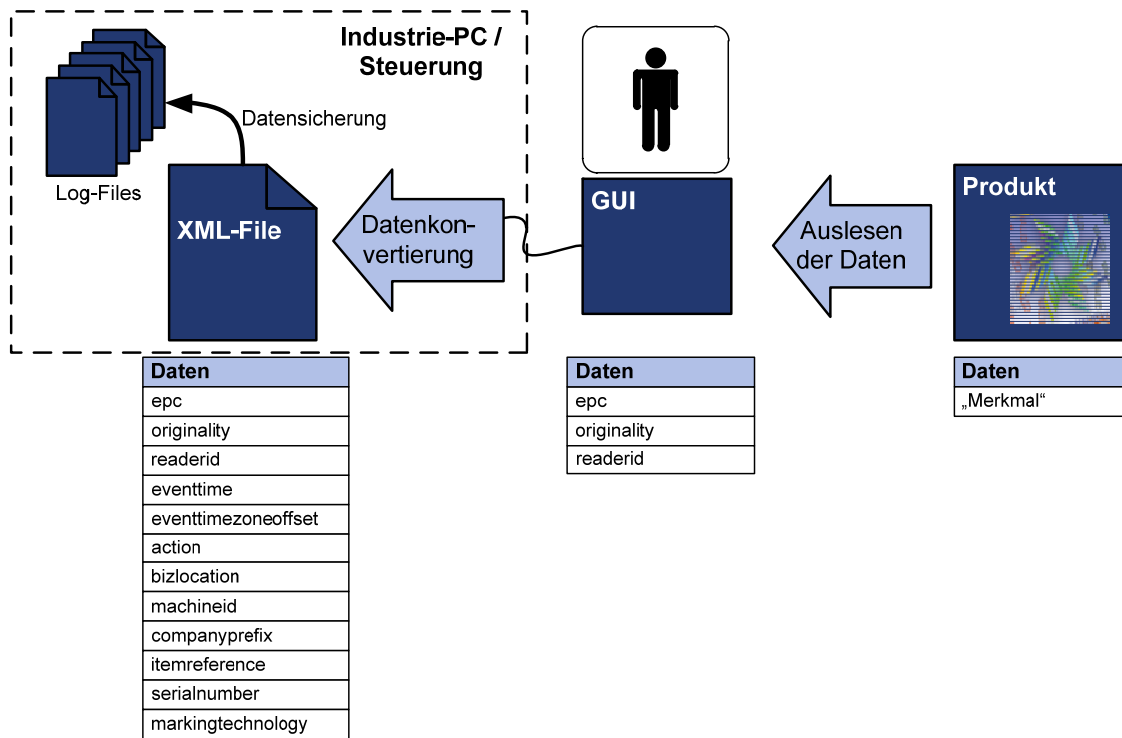 Industrie-PC /
Steuerung
Datensicherung
Log-Files
XML-File
Datenkon-
vertierung
GUI
Auslesen
der Daten
Produkt
Daten
epc
originality
readerid
eventtime
eventtimezoneoffset
action
bizlocation
machineid
companyprefix
itemreference
serialnumber
markingtechnology
Daten
epc
originality
readerid
Daten
„Merkmal“